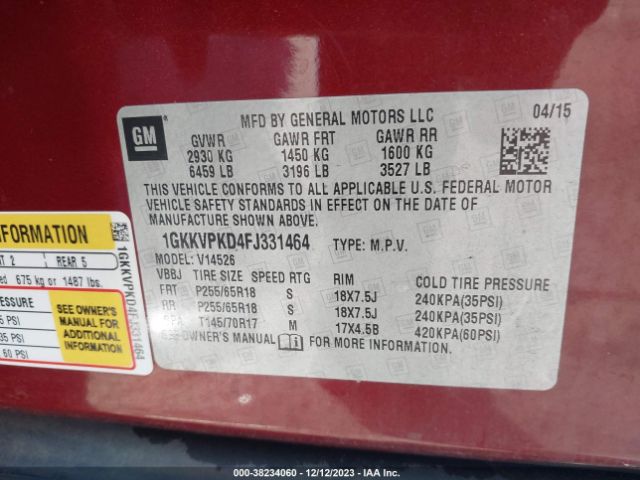 GM
MFD BY GENERAL MOTORS LLC 04/15
GVWR GAWR FRT GAWR RR
2930 KG 1450 KG 1600 KG
6459 LB 3196 LB 3527 LB
THIS VEHICLE CONFORMS TO ALL APPLICABLE U.S. FEDERAL MOTOR
VEHICLE SAFETY STANDARDS IN EFFECT ON THE DATE OF
MANUFACTURE SHOWN ABOVE.
1GKKVPKD4FJ331464 TYPE: M.P.V.
MODEL: V14526
VBBJ TIRE SIZE SPEED RTG RIM COLD TIRE PRESSURE
FRT P255/65R18 S 18X7.5J 240KPA(35PSI)
RR P255/65R18 S 18X7.5J 240KPA(35PSI)
T145/70R17 M 17X4.5B 420KPA(60PSI)
SEE OWNER'S MANUAL FOR MORE INFORMATION
INFORMATION
2 REAR 5
675 kg or 1487 lbs.
SEE OWNER'S
MANUAL FOR
ADDITIONAL
INFORMATION
PSI
35 PSI
60 PSI
1GKKVPKD4FJ331464
000-38234060 - 12/12/2023 - IAA Inc.